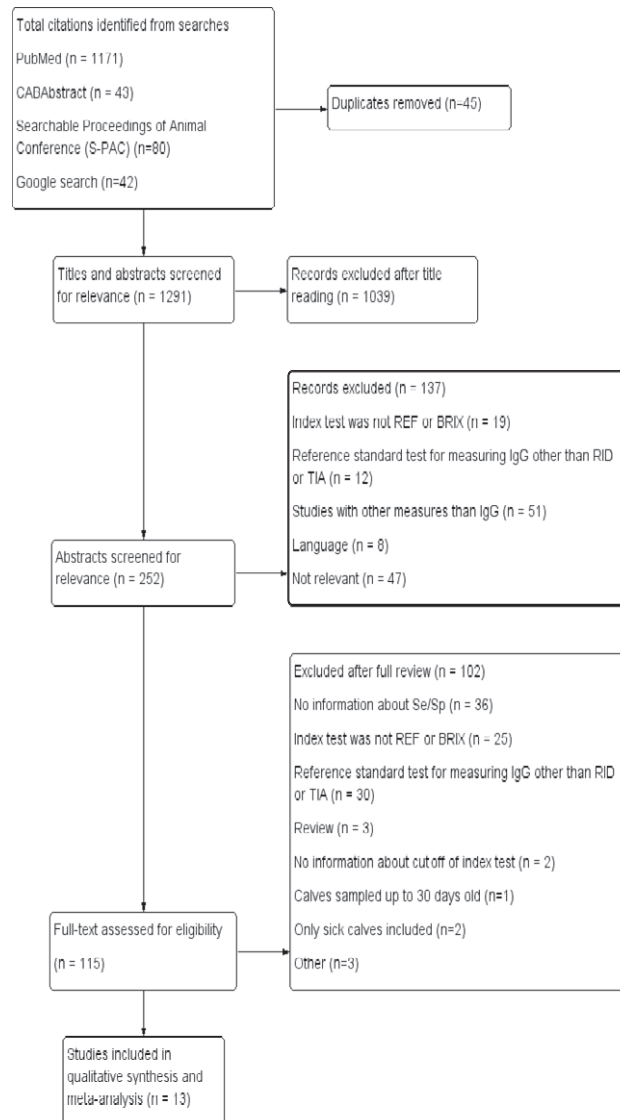 Total citations identified from searches
PubMed (n = 1171)
CABAbstract (n = 43)
Searchable Proceedings of Animal
Conference (S-PAC) (n=80)
Google search (n=42)
Duplicates removed (n=45)
Titles and abstracts screened
for relevance (n = 1291)
Records excluded after title
reading (n = 1039)
Records excluded (n = 137)
Index test was not REF or BRIX (n = 19)
Reference standard test for measuring IgG other than RID
or TIA (n = 12)
Studies with other measures than IgG (n = 51)
Language (n = 8)
Not relevant (n = 47)
Abstracts screened for
relevance (n = 252)
Excluded after full review (n = 102)
No information about Se/Sp (n = 36)
Index test was not REF or BRIX (n = 25)
Reference standard test for measuring IgG other than RID
or TIA (n = 30)
Review (n = 3)
No information about cutoff of index test (n = 2)
Calves sampled up to 30 days old (n=1)
Only sick calves included (n=2)
Other (n=3)
Full-text assessed for eligibility
(n = 115)
Studies included in
qualitative synthesis and
meta-analysis (n = 13)